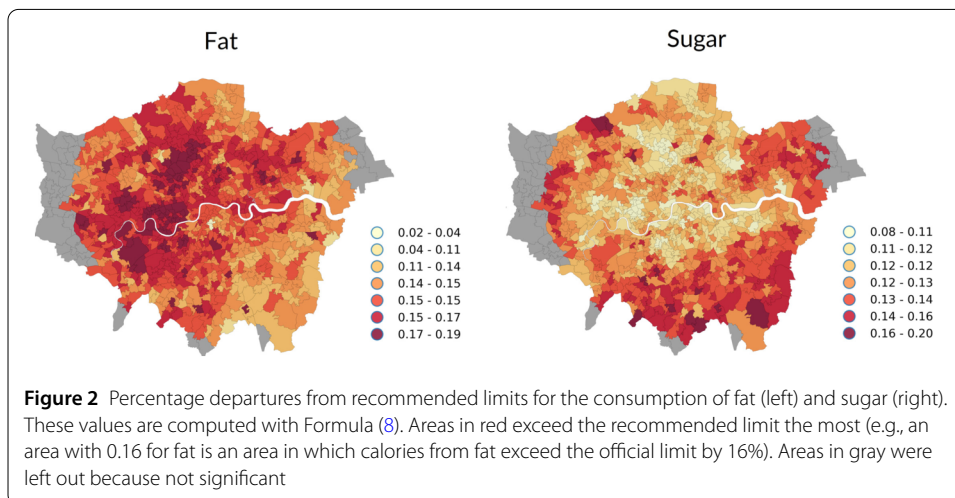 Fat
Sugar
0.02 - 0.04
0.04 - 0.11
0.11 - 0.14
0.14 - 0.15
0.15 - 0.15
0.15 - 0.17
0.17 - 0.19
0.08 - 0.11
0.11 - 0.12
0.12 - 0.12
0.12 - 0.13
0.13 - 0.14
0.14 - 0.16
0.16 - 0.20
Figure 2 Percentage departures from recommended limits for the consumption of fat (left) and sugar (right).
These values are computed with Formula (8). Areas in red exceed the recommended limit the most (e.g., an
area with 0.16 for fat is an area in which calories from fat exceed the official limit by 16%). Areas in gray were
left out because not significant